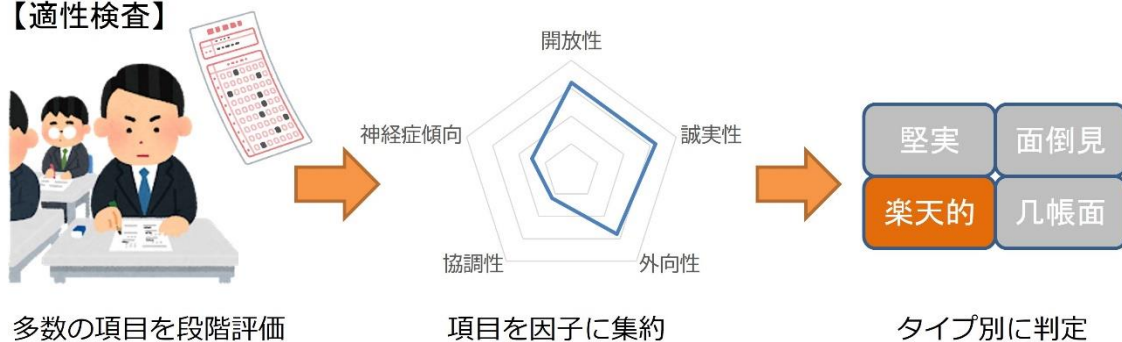 【適性検査】
開放性
神経症傾向
誠実性
協調性
外向性
堅実
面倒見
楽天的
几帳面
多数の項目を段階評価
項目を因子に集約
タイプ別に判定